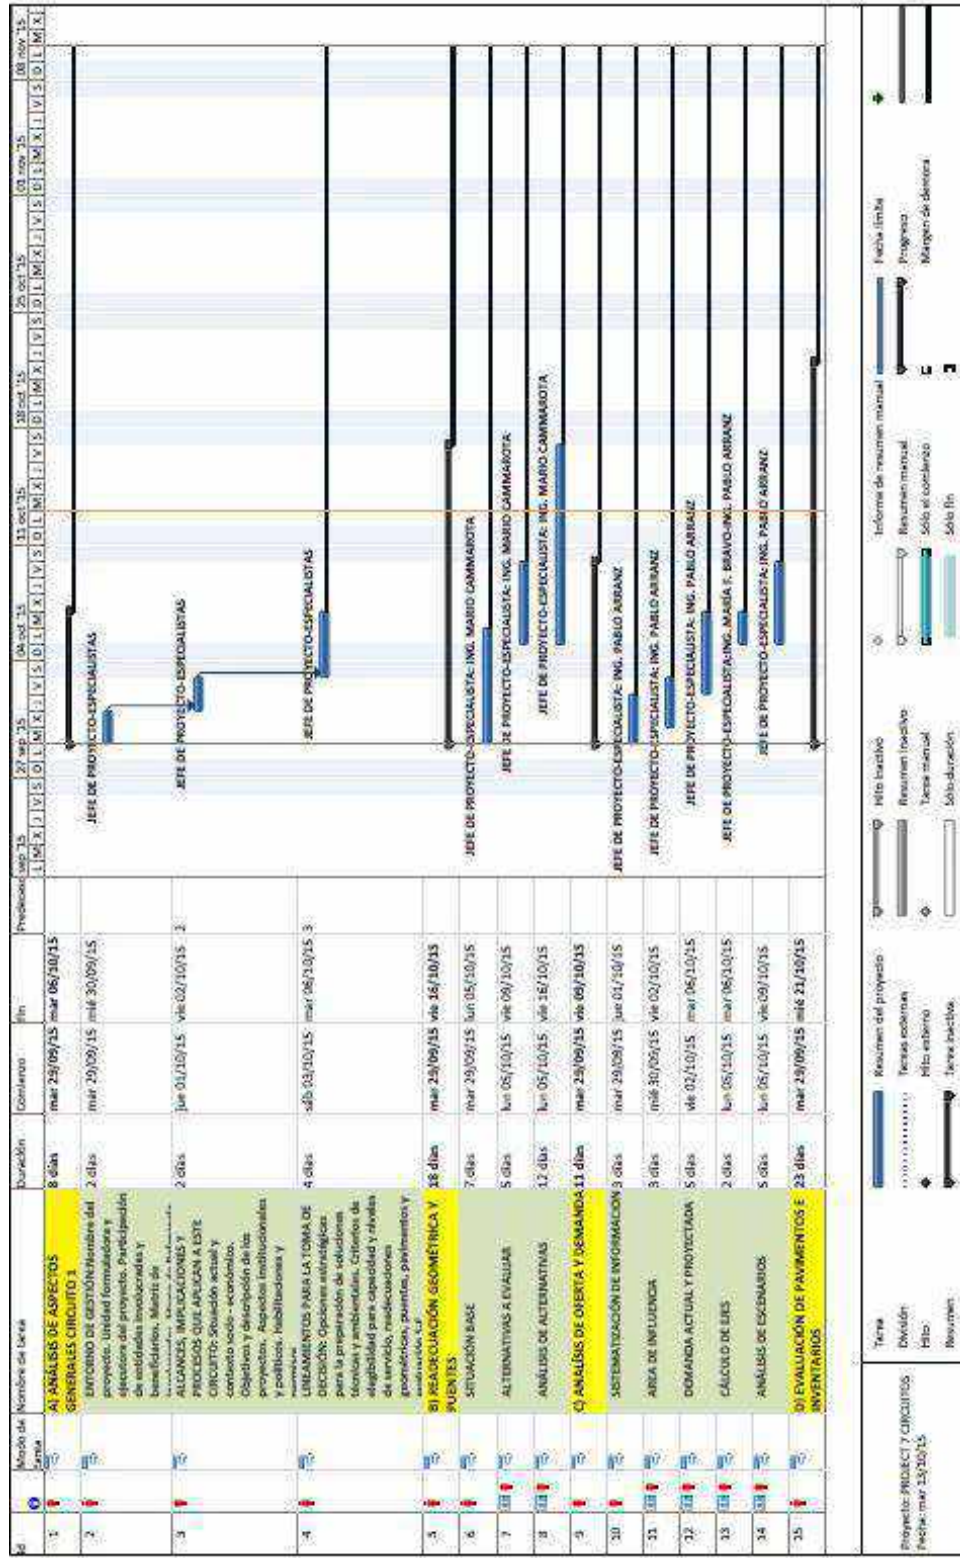 Id
Modo de tarea
Nombre de tarea
Duración
Comienzo
Fin
sep '15
27 sep '15
04 oct '15
11 oct '15
18 oct '15
25 oct '15
01 nov '15
08 nov '15
1
A) ANÁLISIS DE ASPECTOS
GENERALES CIRCUITO 1
8 días
mar 29/09/15
mar 06/10/15
2
ENTORNO DE GESTIÓN:Nombre del
proyecto. Unidad formuladora y
ejecutora del proyecto. Participación
de entidades involucradas y
beneficiarios. Matriz de
2 días
mar 29/09/15
mié 30/09/15
JEFE DE PROYECTO-ESPECIALISTAS
3
ALCANCES, IMPLICACIONES Y
PROCESOS QUE APLICAN A ESTE
CIRCUITO: Situación actual y
contexto socio - económico.
Objetivos y descripción de los
proyectos. Aspectos institucionales
y políticos, habilitaciones y
2 días
jue 01/10/15
vie 02/10/15
2
JEFE DE PROYECTO-ESPECIALISTAS
4
LINEAMIENTOS PARA LA TOMA DE
DECISIÓN: Opciones estratégicas
para la preparación de soluciones
técnicas y ambientales. Criterios de
elegibilidad para capacidad y niveles
de servicio, readecuaciones
geométricas, puentes, pavimentos y
4 días
sáb 03/10/15
mar 06/10/15
3
JEFE DE PROYECTO-ESPECIALISTAS
5
B) READECUACIÓN GEOMÉTRICA Y
PUENTES
18 días
mar 29/09/15
vie 16/10/15
6
SITUACIÓN BASE
7 días
mar 29/09/15
lun 05/10/15
JEFE DE PROYECTO-ESPECIALISTA: ING. MARIO CAMMAROTA
7
ALTERNATIVAS A EVALUAR
5 días
lun 05/10/15
vie 09/10/15
JEFE DE PROYECTO-ESPECIALISTA: ING. MARIO CAMMAROTA
8
ANÁLISIS DE ALTERNATIVAS
12 días
lun 05/10/15
vie 16/10/15
JEFE DE PROYECTO-ESPECIALISTA: ING. MARIO CAMMAROTA
9
C) ANÁLISIS DE OFERTA Y DEMANDA
11 días
mar 29/09/15
vie 09/10/15
10
SISTEMATIZACIÓN DE INFORMACIÓN
3 días
mar 29/09/15
jue 01/10/15
JEFE DE PROYECTO-ESPECIALISTA: ING. PABLO ARRANZ
11
AREA DE INFLUENCIA
3 días
mié 30/09/15
vie 02/10/15
JEFE DE PROYECTO-ESPECIALISTA: ING. PABLO ARRANZ
12
DEMANDA ACTUAL Y PROYECTADA
5 días
vie 02/10/15
mar 06/10/15
JEFE DE PROYECTO-ESPECIALISTA: ING. PABLO ARRANZ
13
CÁLCULO DE EJES
2 días
lun 05/10/15
mar 06/10/15
JEFE DE PROYECTO-ESPECIALISTA:ING. MARÍA F. BRAVO-ING. PABLO ARRANZ
14
ANÁLISIS DE ESCENARIOS
5 días
lun 05/10/15
vie 09/10/15
JEFE DE PROYECTO-ESPECIALISTA: ING. PABLO ARRANZ
15
D) EVALUACIÓN DE PAVIMENTOS E
INVENTARIOS
23 días
mar 29/09/15
mié 21/10/15
Proyecto: PROJECT 7 CIRCUITOS
Fecha: mar 13/10/15
Tarea
División
Hito
Resumen
Resumen del proyecto
Tareas externas
Hito externo
Tarea inactiva
Hito inactivo
Resumen inactivo
Tarea manual
Sólo duración
Informe de resumen manual
Resumen manual
Sólo el comienzo
Sólo fin
Fecha límite
Progreso
Margen de demora